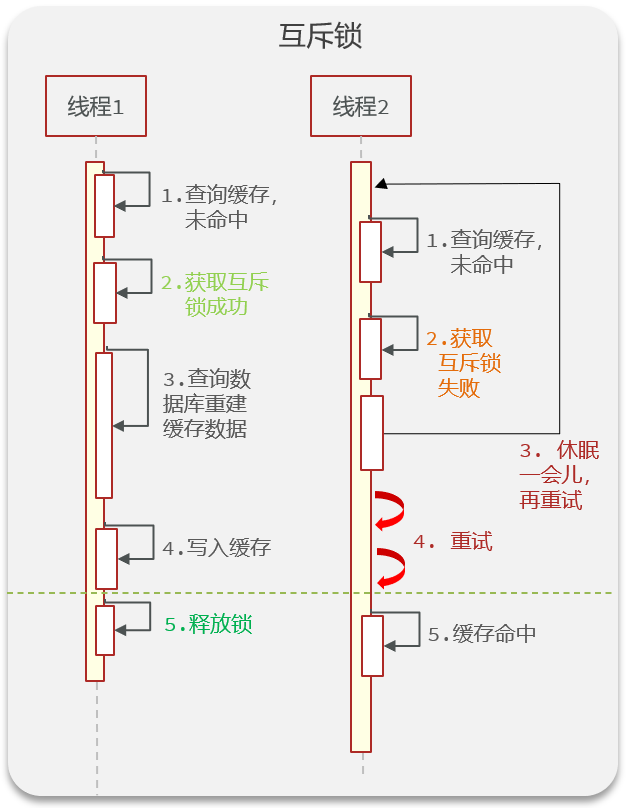 互斥锁
线程1
线程2
1.查询缓存,
未命中
2.获取互斥
锁成功
3.查询数
据库重建
缓存数据
4.写入缓存
5.释放锁
1.查询缓存,
未命中
2.获取
互斥锁
失败
3. 休眠
一会儿,
再重试
4. 重试
5.缓存命中